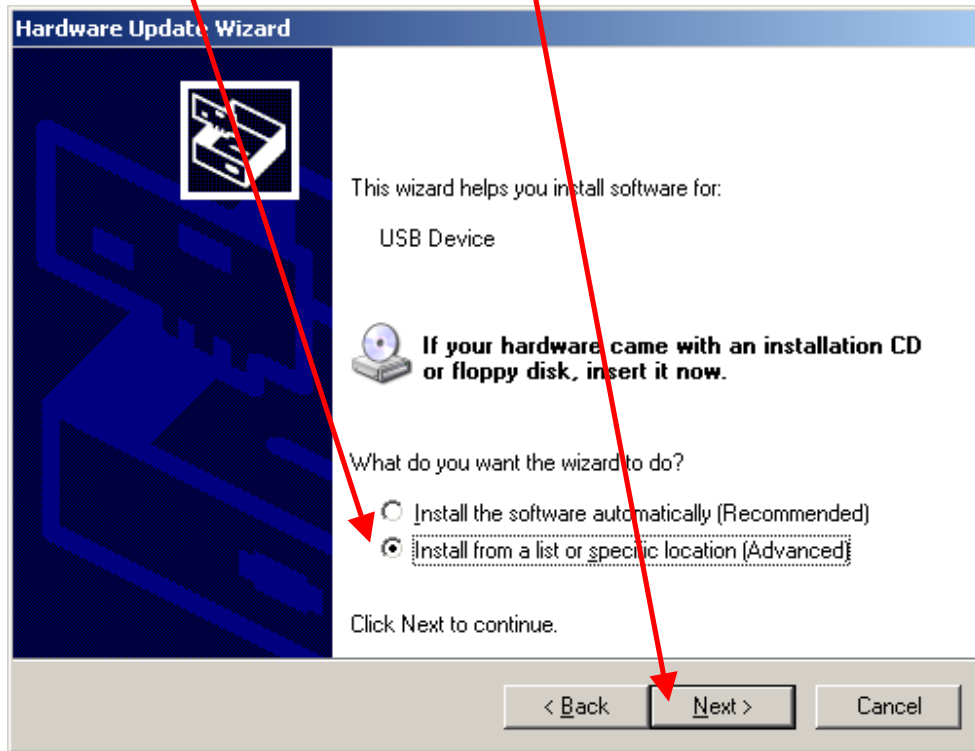 Hardware Update Wizard
This wizard helps you install software for:
USB Device
If your hardware came with an installation CD
or floppy disk, insert it now.
What do you want the wizard to do?
Install the software automatically (Recommended)
Install from a list or specific location (Advanced)
Click Next to continue.
< Back Next > Cancel